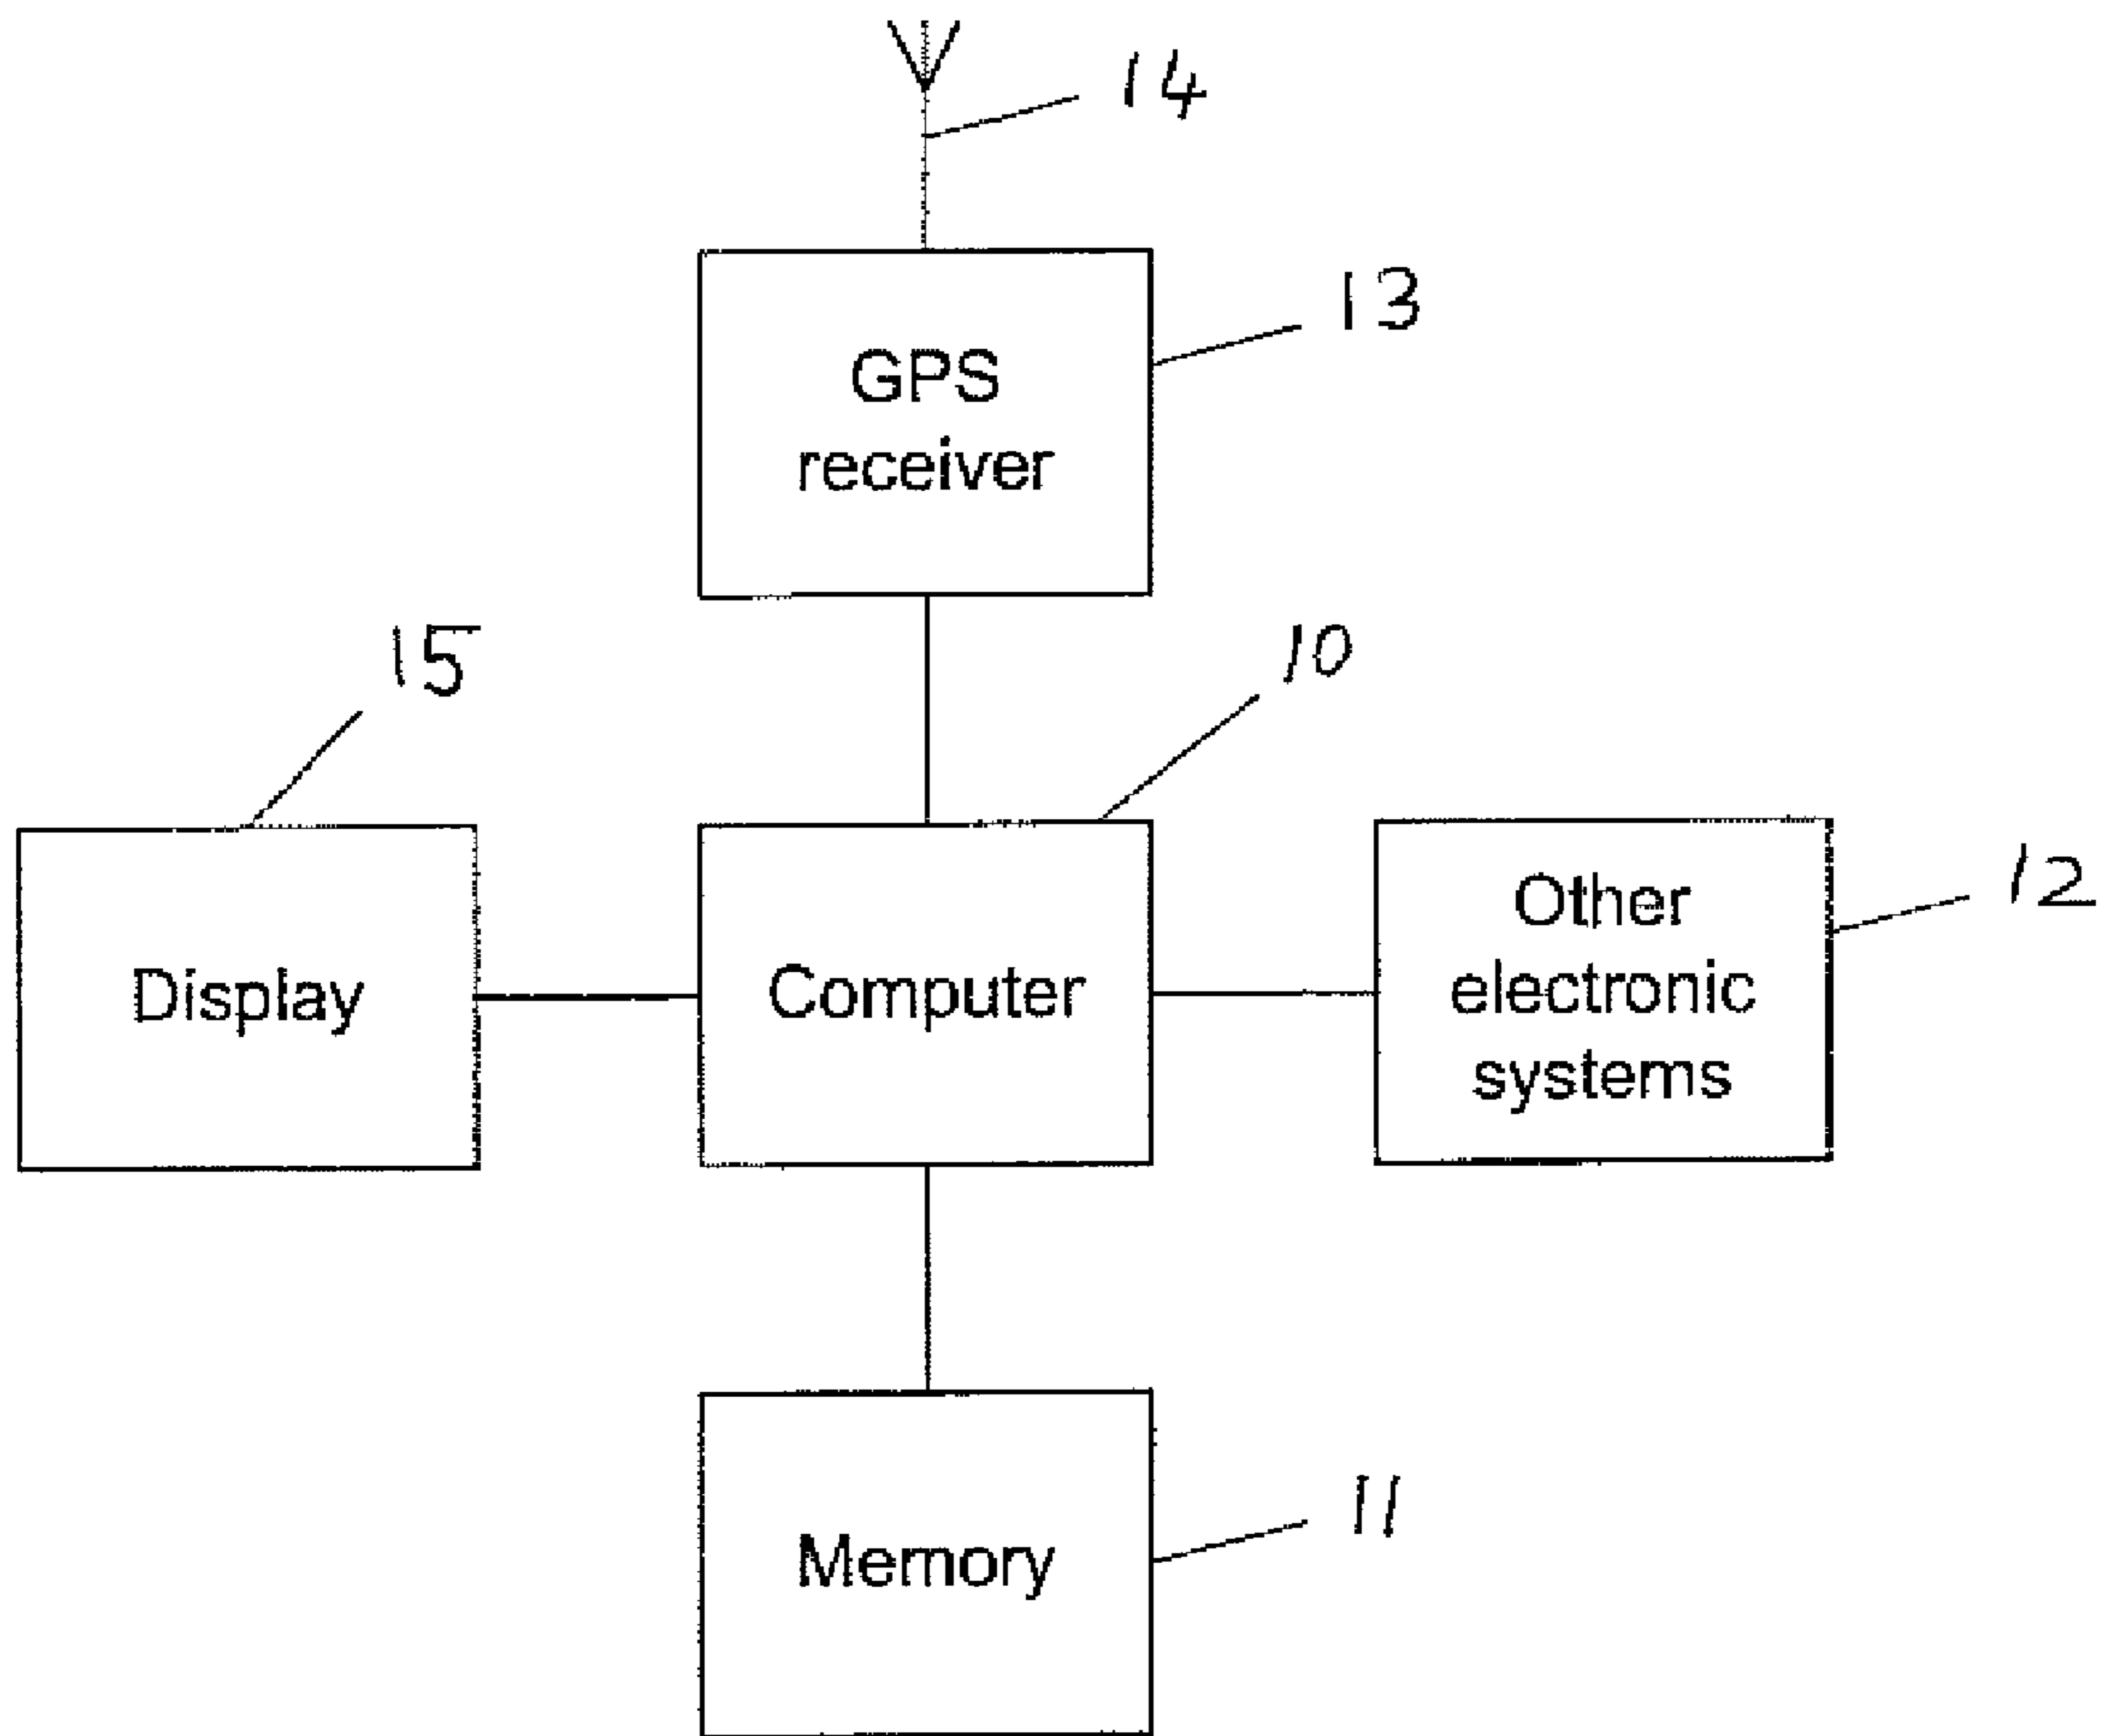 14
GPS
receiver
13
15
10
Display
Computer
Other
electronic
systems
12
Memory
11